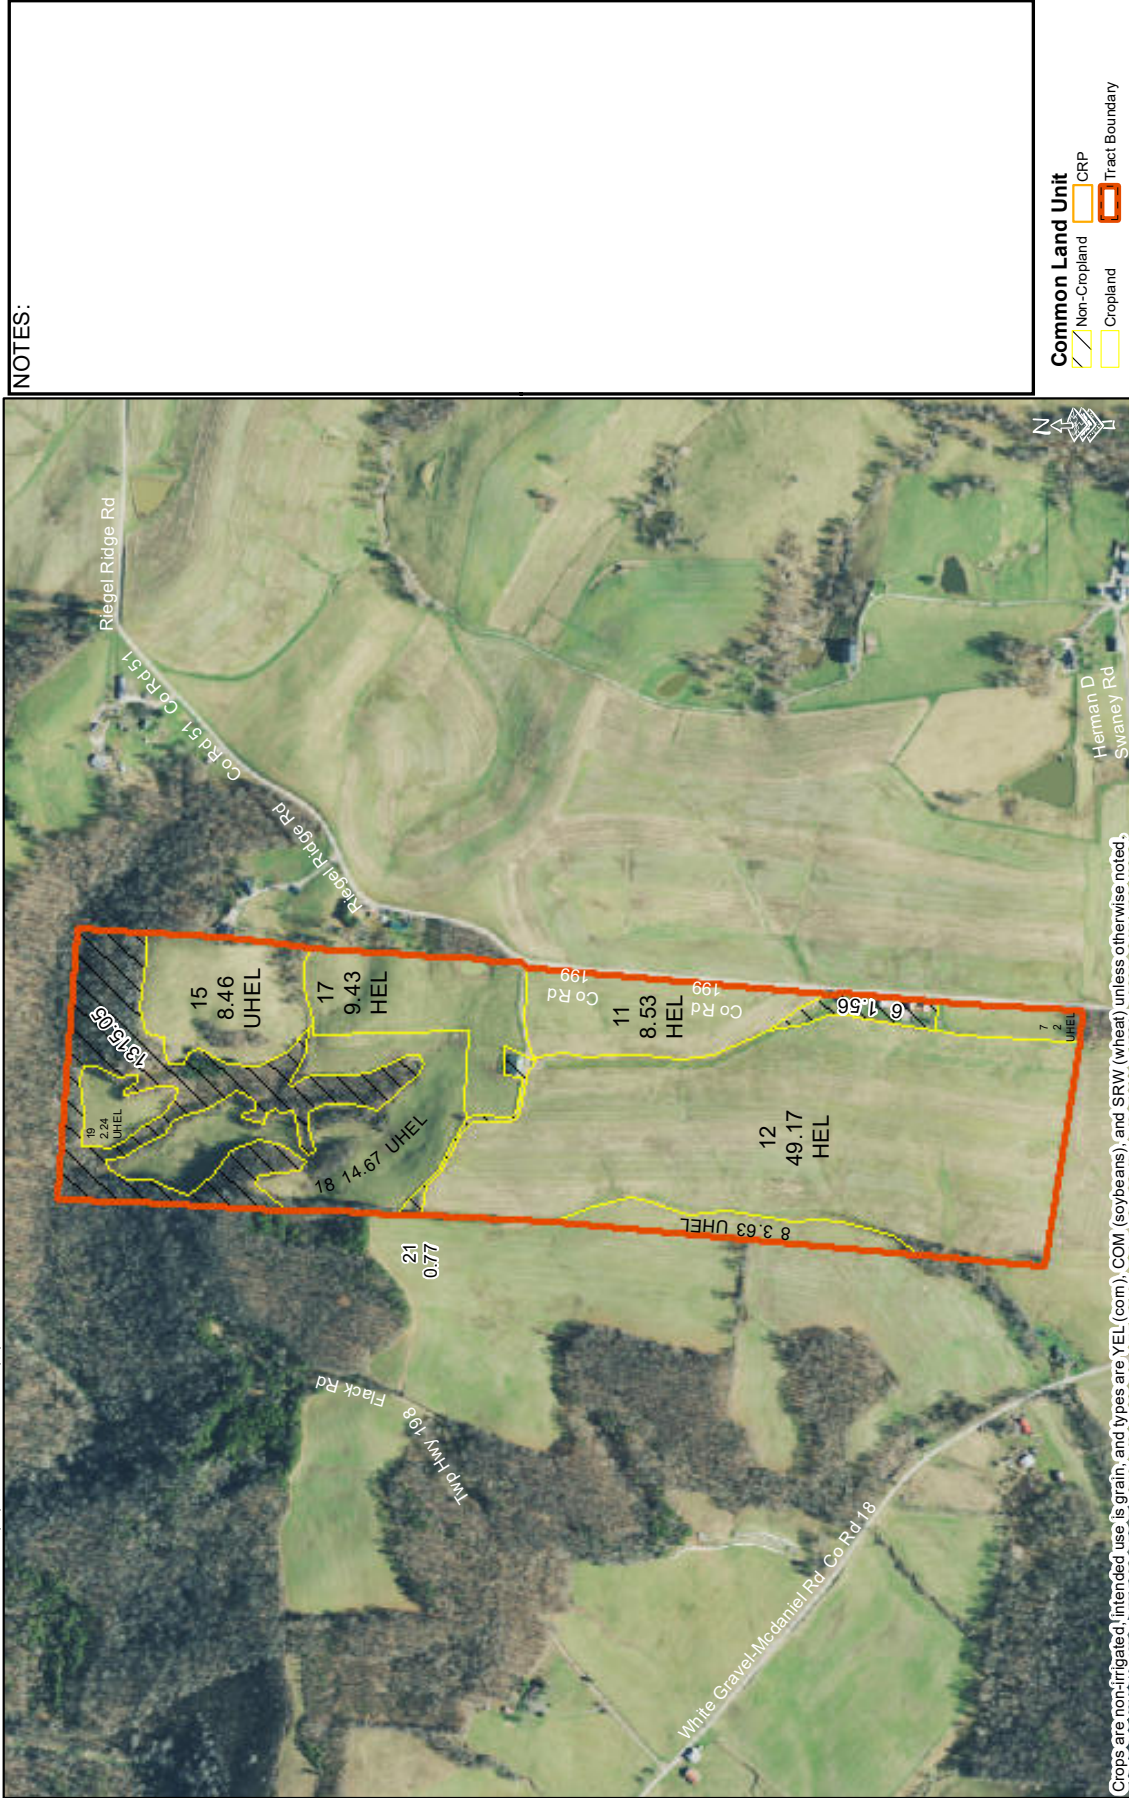 NOTES:
Common Land Unit
Non-Cropland
CRP
Cropland
Tract Boundary
N
Riegel Ridge Rd
Co Rd 51
Co Rd 51
Riegel Ridge Rd
13 15.05
19
2.24
UHEL
15
8.46
UHEL
17
9.43
HEL
18 14.67 UHEL
21
0.77
Co Rd
199
Co Rd
199
11
8.53
HEL
6
1.56
12
49.17
HEL
8 3.63 UHEL
7
2
UHEL
Flack Rd
Twp Hwy 198
White Gravel-Mcdaniel Rd Co Rd 18
Herman D
Swaney Rd
Crops are non-irrigated, intended use is grain, and types are YEL (corn), COM (soybeans), and SRW (wheat) unless otherwise noted.